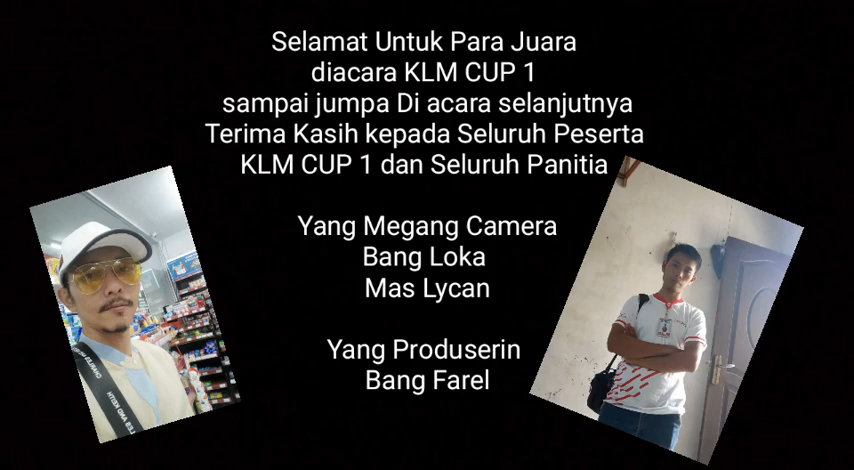 Selamat Untuk Para Juara
diacara KLM CUP 1
sampai jumpa Di acara selanjutnya
Terima Kasih kepada Seluruh Peserta
KLM CUP 1 dan Seluruh Panitia
Yang Megang Camera
Bang Loka
Mas Lycan
Yang Produserin
Bang Farel